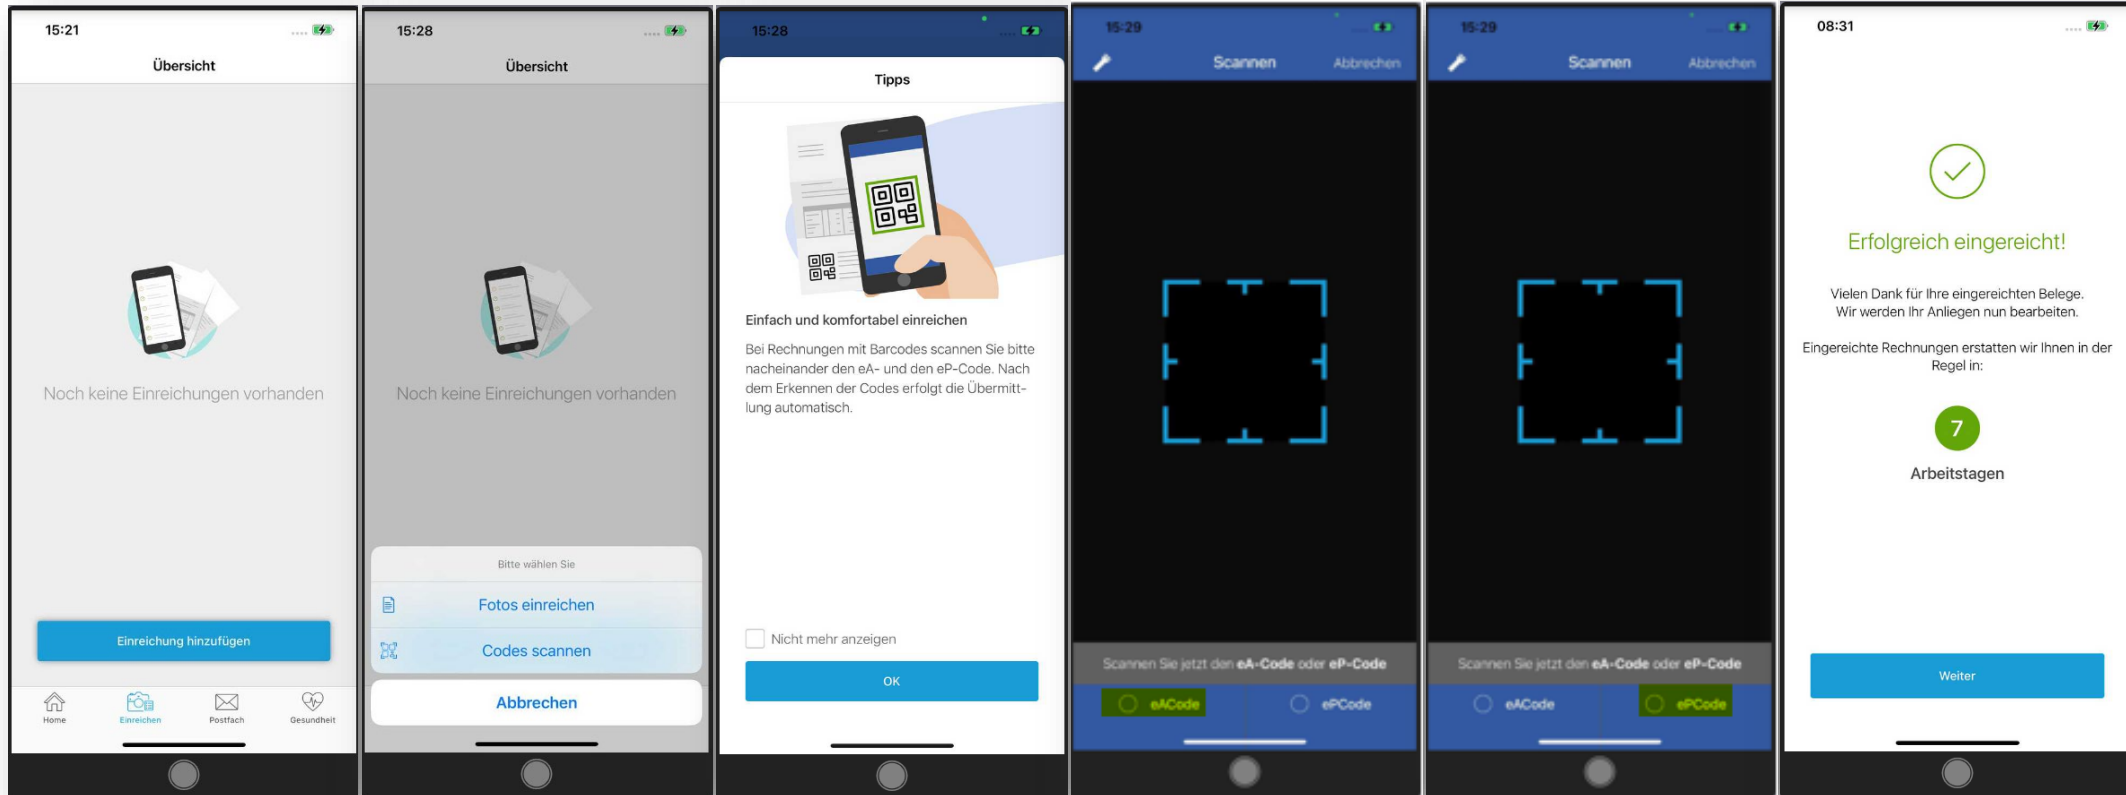 15:21
Übersicht
Noch keine Einreichungen vorhanden
Einreichung hinzufügen
Home
Einreichen
Postfach
Gesundheit
15:28
Übersicht
Noch keine Einreichungen vorhanden
Bitte wählen Sie
Fotos einreichen
Codes scannen
Abbrechen
15:28
Tipps
Einfach und komfortabel einreichen
Bei Rechnungen mit Barcodes scannen Sie bitte
nacheinander den eA- und den eP-Code. Nach
dem Erkennen der Codes erfolgt die Übermitt-
lung automatisch.
Nicht mehr anzeigen
OK
15:29
Scannen
Abbrechen
Scannen Sie jetzt den eA-Code oder eP-Code
eACode
ePCode
15:29
Scannen
Abbrechen
Scannen Sie jetzt den eA-Code oder eP-Code
eACode
ePCode
08:31
Erfolgreich eingereicht!
Vielen Dank für Ihre eingereichten Belege.
Wir werden Ihr Anliegen nun bearbeiten.
Eingereichte Rechnungen erstatten wir Ihnen in der
Regel in:
7
Arbeitstagen
Weiter